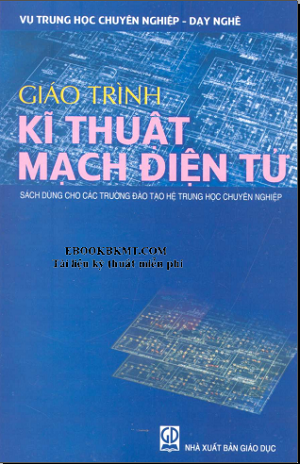 VỤ TRUNG HỌC CHUYÊN NGHIỆP - DẠY NGHỀ
GIÁO TRÌNH
KĨ THUẬT
MẠCH ĐIỆN TỬ
SÁCH DÙNG CHO CÁC TRƯỜNG ĐÀO TẠO HỆ TRUNG HỌC CHUYÊN NGHIỆP
EBOOKBKMT.COM
Tài liệu kỹ thuật miễn phí
NHÀ XUẤT BẢN GIÁO DỤC